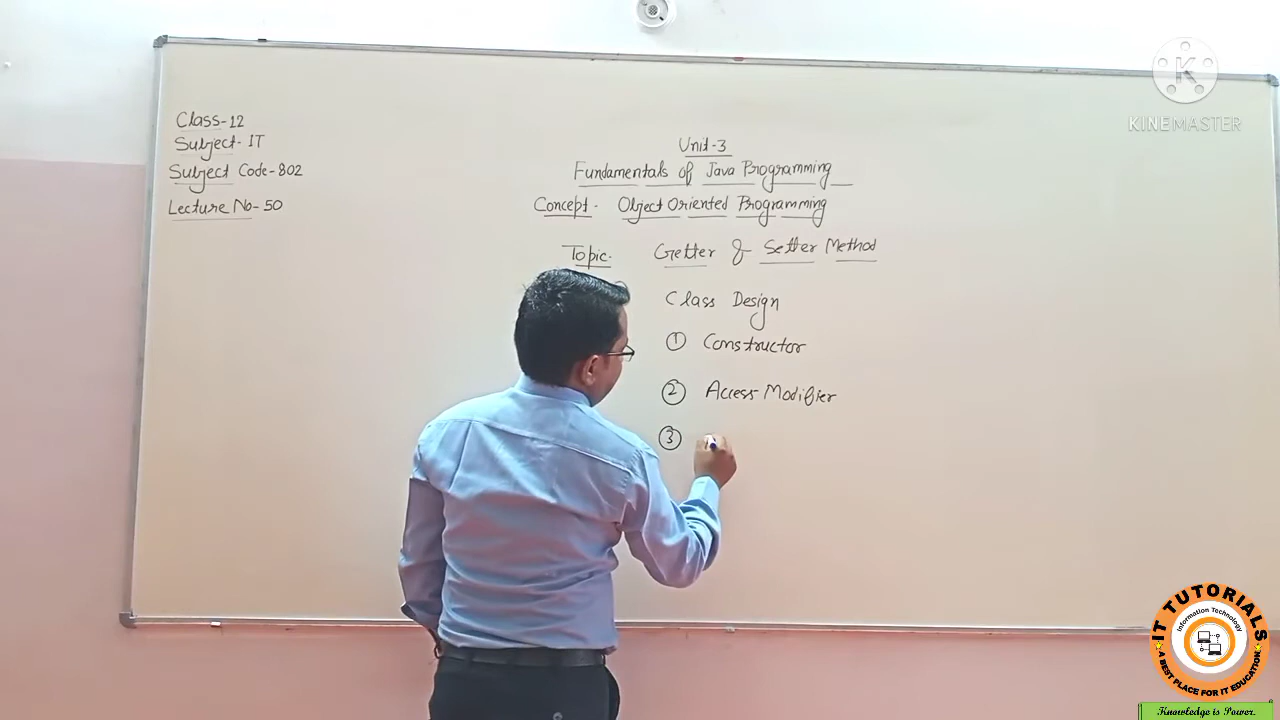 Class-12
Subject- IT
Subject Code-802
Lecture No-50
Unit-3
Fundamentals of Java Programming
Concept- Object Oriented Programming
Topic- Getter & Setter Method
Class Design
① Constructor
② Access Modifier
③
KINEMASTER
IT TUTORIALS
Information Technology
A BEST PLACE FOR IT EDUCATION
Knowledge is Power.